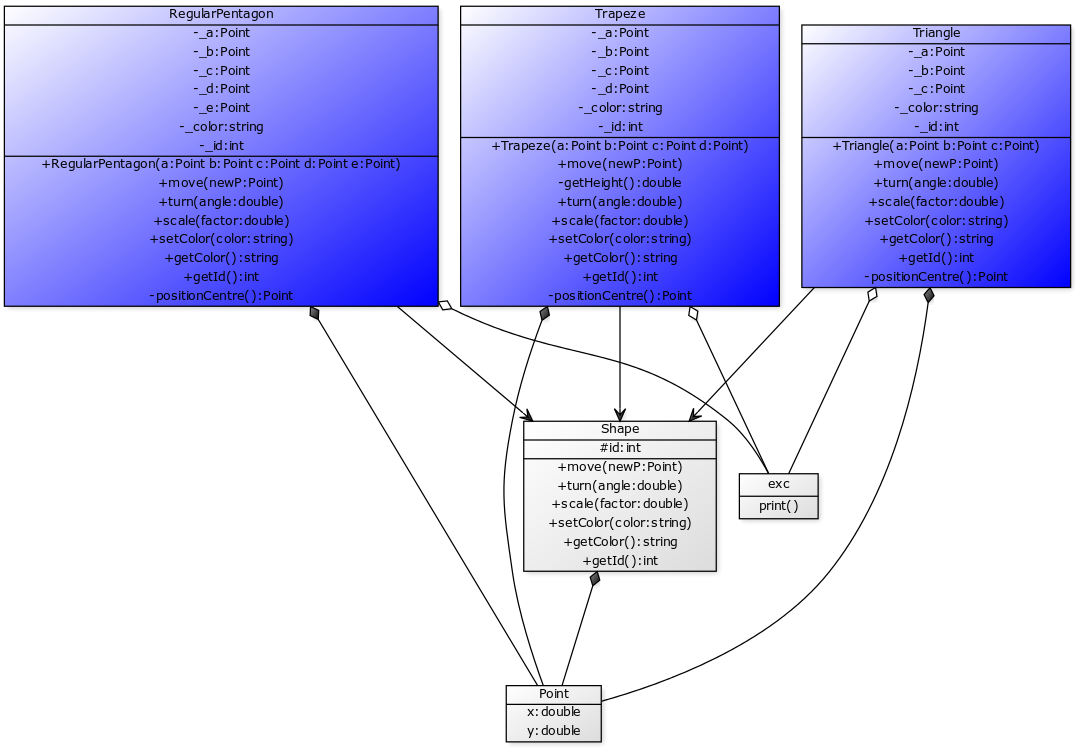 RegularPentagon
-_a:Point
-_b:Point
-_c:Point
-_d:Point
-_e:Point
-_color:string
-_id:int
+RegularPentagon(a:Point b:Point c:Point d:Point e:Point)
+move(newP:Point)
+turn(angle:double)
+scale(factor:double)
+setColor(color:string)
+getColor():string
+getId():int
-positionCentre():Point
Trapeze
-_a:Point
-_b:Point
-_c:Point
-_d:Point
-_color:string
-_id:int
+Trapeze(a:Point b:Point c:Point d:Point)
+move(newP:Point)
-getHeight():double
+turn(angle:double)
+scale(factor:double)
+setColor(color:string)
+getColor():string
+getId():int
-positionCentre():Point
Triangle
-_a:Point
-_b:Point
-_c:Point
-_color:string
-_id:int
+Triangle(a:Point b:Point c:Point)
+move(newP:Point)
+turn(angle:double)
+scale(factor:double)
+setColor(color:string)
+getColor():string
+getId():int
-positionCentre():Point
Shape
#id:int
+move(newP:Point)
+turn(angle:double)
+scale(factor:double)
+setColor(color:string)
+getColor():string
+getId():int
exc
print()
Point
x:double
y:double